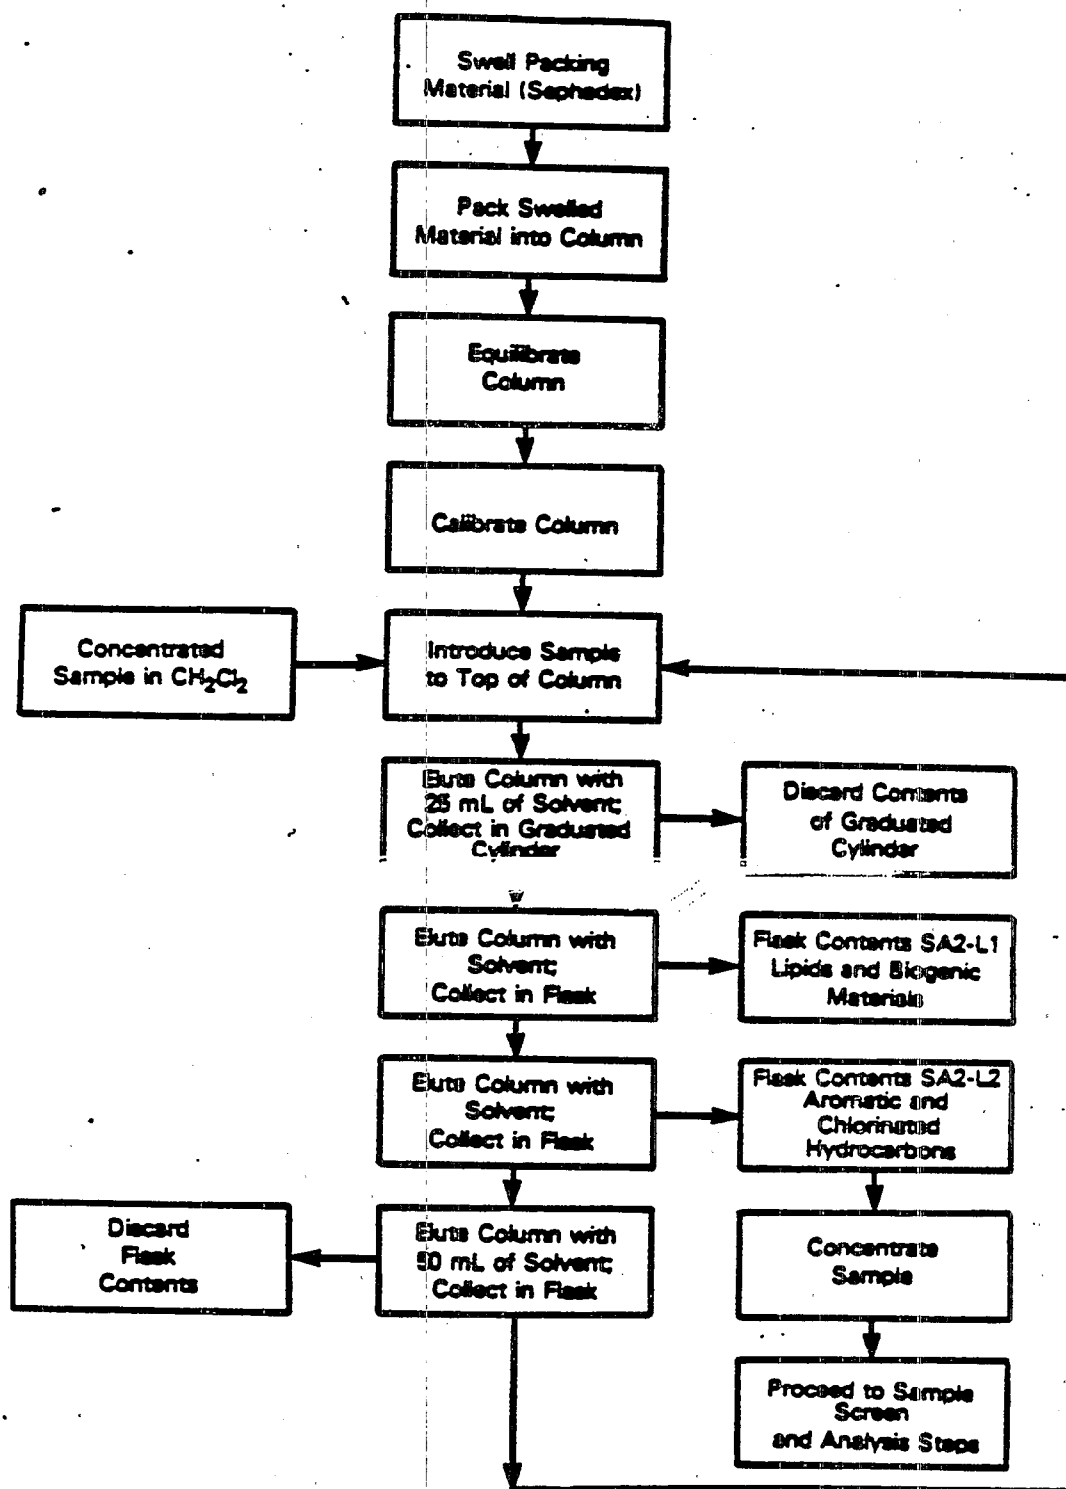 Swell Packing
Material (Sephadex)
Pack Swelled
Material into Column
Equilibrate
Column
Calibrate Column
Concentrated
Sample in CH₂Cl₂
Introduce Sample
to Top of Column
Elute Column with
25 mL of Solvent;
Collect in Graduated
Cylinder
Discard Contents
of Graduated
Cylinder
Elute Column with
Solvent;
Collect in Flask
Flask Contents SA2-L1
Lipids and Biogenic
Materials
Elute Column with
Solvent;
Collect in Flask
Flask Contents SA2-L2
Aromatic and
Chlorinated
Hydrocarbons
Discard
Flask
Contents
Elute Column with
50 mL of Solvent;
Collect in Flask
Concentrate
Sample
Proceed to Sample
Screen
and Analysis Steps